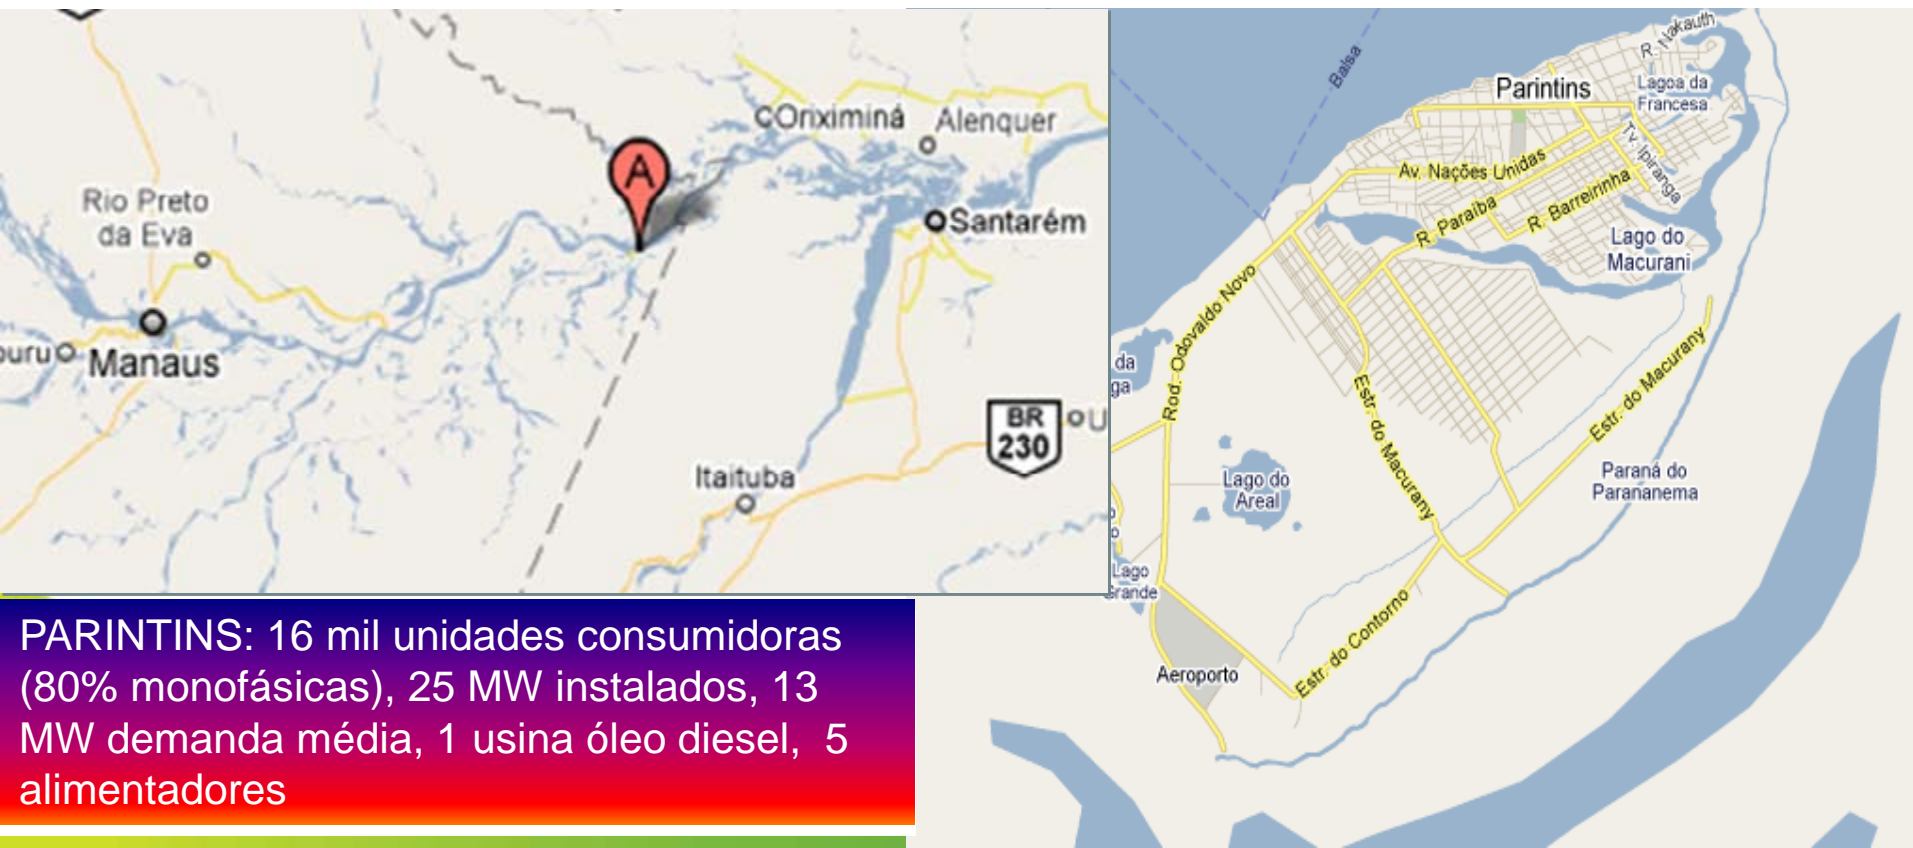 COriximiná
Alenquer
A
Rio Preto
da Eva
Santarém
Manaus
BR
230
Itaituba
Balsa
R. Nakauth
Parintins
Lagoa da
Francesa
Tv. Ipiranga
Av. Nações Unidas
R. Barreirinha
R. Paraíba
Lago do
Macurani
Rod. Odovaldo Novo
da
Estr. do Macurany
Estr. do Macurany
Lago do
Areal
Paraná do
Parananema
Lago
Grande
Estr. do Contorno
Aeroporto
PARINTINS: 16 mil unidades consumidoras
(80% monofásicas), 25 MW instalados, 13
MW demanda média, 1 usina óleo diesel,  5
alimentadores